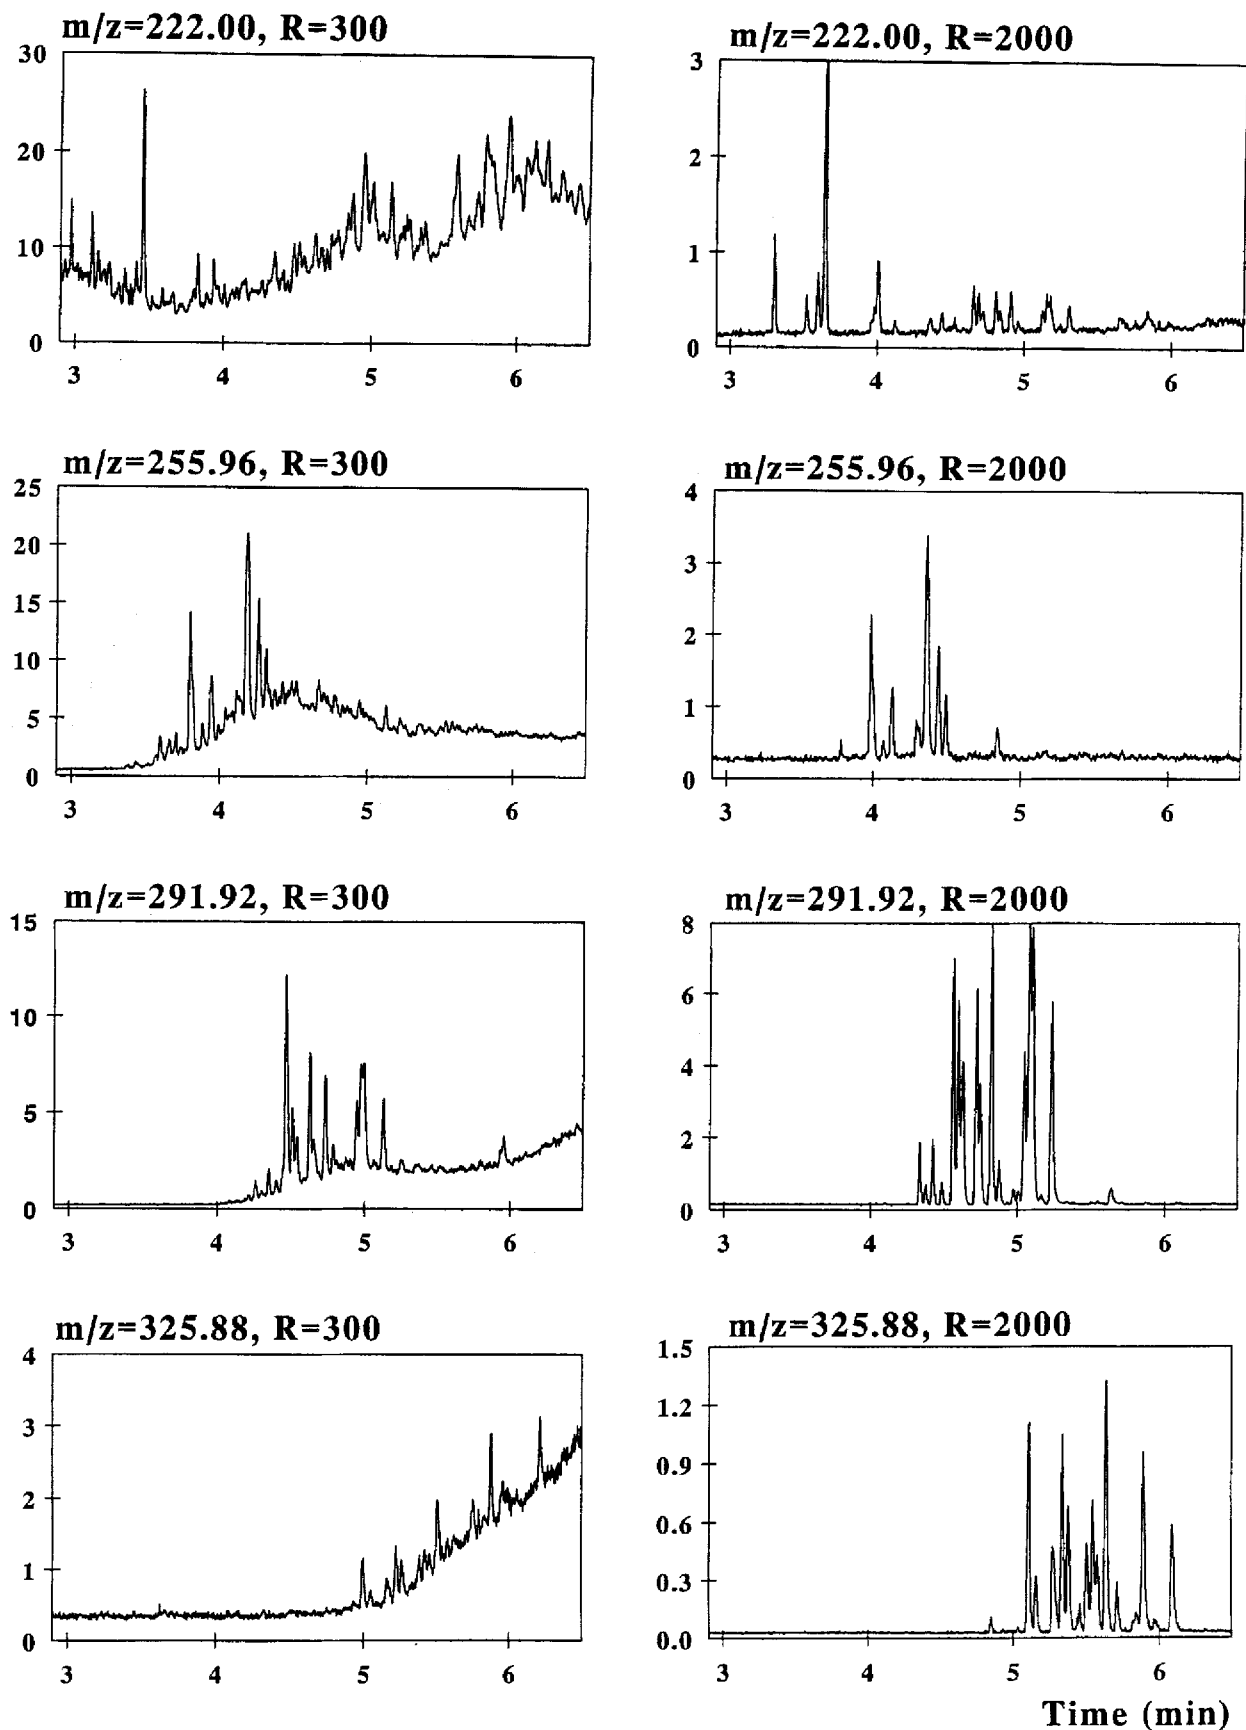 m/z=222.00, R=300
30
20
10
0
3 4 5 6
m/z=222.00, R=2000
3
2
1
0
3 4 5 6
m/z=255.96, R=300
25
20
15
10
5
0
3 4 5 6
m/z=255.96, R=2000
4
3
2
1
0
3 4 5 6
m/z=291.92, R=300
15
10
5
0
3 4 5 6
m/z=291.92, R=2000
8
6
4
2
0
3 4 5 6
m/z=325.88, R=300
4
3
2
1
0
3 4 5 6
m/z=325.88, R=2000
1.5
1.2
0.9
0.6
0.3
0.0
3 4 5 6
Time (min)